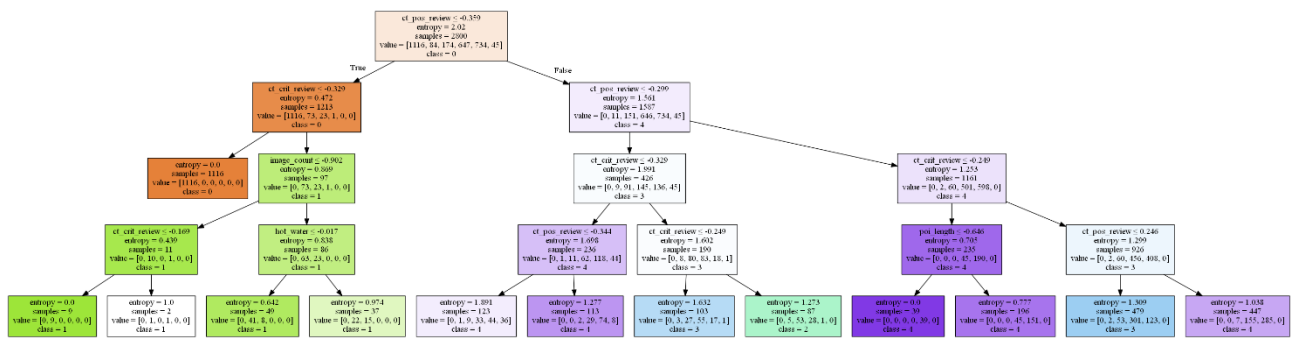 ct_pos_review ≤ -0.359
entropy = 2.02
samples = 2800
value = [1116, 84, 174, 647, 734, 45]
class = 0
True
False
ct_crit_review ≤ -0.329
entropy = 0.472
samples = 1213
value = [1116, 73, 23, 1, 0, 0]
class = 0
ct_pos_review ≤ -0.299
entropy = 1.561
samples = 1587
value = [0, 11, 151, 646, 734, 45]
class = 4
entropy = 0.0
samples = 1116
value = [1116, 0, 0, 0, 0, 0]
class = 0
image_count ≤ -0.902
entropy = 0.869
samples = 97
value = [0, 73, 23, 1, 0, 0]
class = 1
ct_crit_review ≤ -0.329
entropy = 1.991
samples = 426
value = [0, 9, 91, 145, 136, 45]
class = 3
ct_crit_review ≤ -0.249
entropy = 1.253
samples = 1161
value = [0, 2, 60, 501, 598, 0]
class = 4
ct_crit_review ≤ -0.169
entropy = 0.439
samples = 11
value = [0, 10, 0, 1, 0, 0]
class = 1
hot_water ≤ -0.017
entropy = 0.838
samples = 86
value = [0, 63, 23, 0, 0, 0]
class = 1
ct_pos_review ≤ -0.344
entropy = 1.698
samples = 236
value = [0, 1, 11, 62, 118, 44]
class = 4
ct_crit_review ≤ -0.249
entropy = 1.602
samples = 190
value = [0, 8, 80, 83, 18, 1]
class = 3
poi_length ≤ -0.646
entropy = 0.705
samples = 235
value = [0, 0, 0, 45, 190, 0]
class = 4
ct_pos_review ≤ 0.246
entropy = 1.299
samples = 926
value = [0, 2, 60, 456, 408, 0]
class = 3
entropy = 0.0
samples = 9
value = [0, 9, 0, 0, 0, 0]
class = 1
entropy = 1.0
samples = 2
value = [0, 1, 0, 1, 0, 0]
class = 1
entropy = 0.642
samples = 49
value = [0, 41, 8, 0, 0, 0]
class = 1
entropy = 0.974
samples = 37
value = [0, 22, 15, 0, 0, 0]
class = 1
entropy = 1.891
samples = 123
value = [0, 1, 9, 33, 44, 36]
class = 4
entropy = 1.277
samples = 113
value = [0, 0, 2, 29, 74, 8]
class = 4
entropy = 1.632
samples = 103
value = [0, 3, 27, 55, 17, 1]
class = 3
entropy = 1.273
samples = 87
value = [0, 5, 53, 28, 1, 0]
class = 2
entropy = 0.0
samples = 39
value = [0, 0, 0, 0, 39, 0]
class = 4
entropy = 0.777
samples = 196
value = [0, 0, 0, 45, 151, 0]
class = 4
entropy = 1.309
samples = 479
value = [0, 2, 53, 301, 123, 0]
class = 3
entropy = 1.038
samples = 447
value = [0, 0, 7, 155, 285, 0]
class = 4